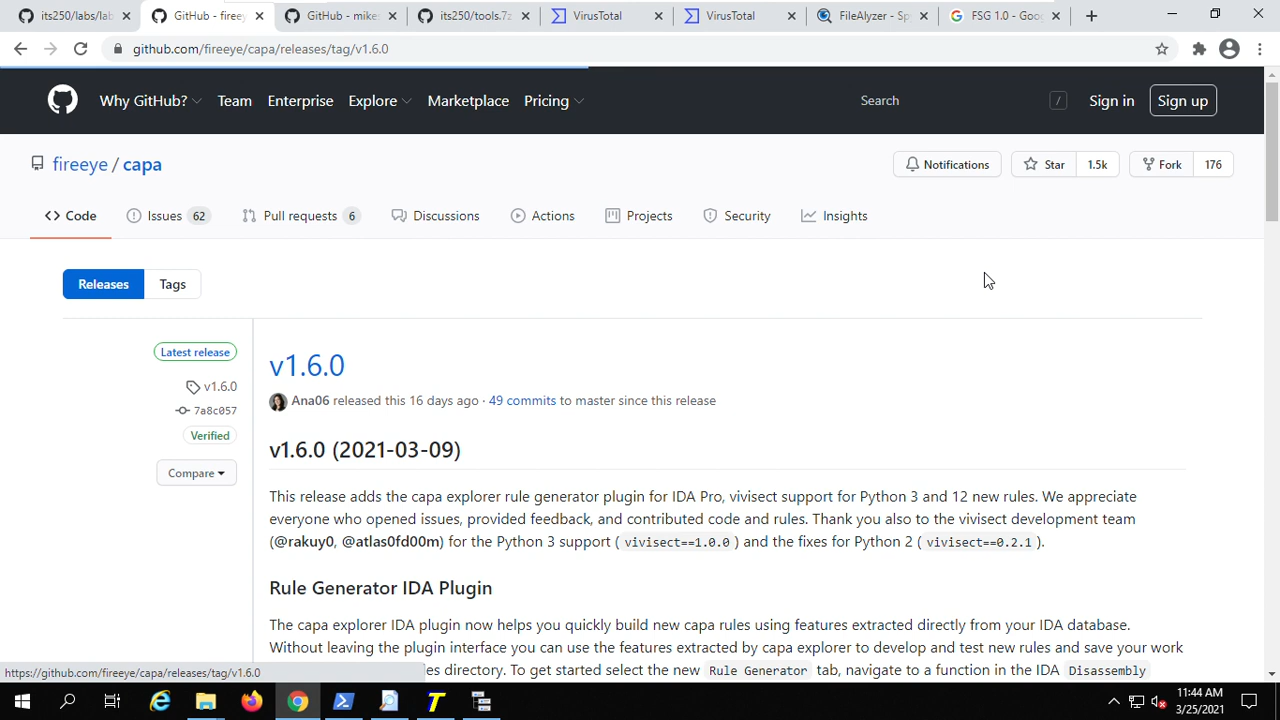 its250/labs/lab
GitHub - firee
GitHub - mike
its250/tools.7z
VirusTotal
VirusTotal
FileAlyzer - Sp
FSG 1.0 - Goo
github.com/fireeye/capa/releases/tag/v1.6.0
Why GitHub? Team Enterprise Explore Marketplace Pricing Search / Sign in Sign up
fireeye / capa Notifications Star 1.5k Fork 176
Code Issues 62 Pull requests 6 Discussions Actions Projects Security Insights
Releases Tags
Latest release
v1.6.0
7a8c057
Verified
Compare
v1.6.0
Ana06 released this 16 days ago · 49 commits to master since this release
v1.6.0 (2021-03-09)
This release adds the capa explorer rule generator plugin for IDA Pro, vivisect support for Python 3 and 12 new rules. We appreciate
everyone who opened issues, provided feedback, and contributed code and rules. Thank you also to the vivisect development team
(@rakuy0, @atlas0fd00m) for the Python 3 support ( vivisect==1.0.0 ) and the fixes for Python 2 ( vivisect==0.2.1 ).
Rule Generator IDA Plugin
The capa explorer IDA plugin now helps you quickly build new capa rules using features extracted directly from your IDA database.
Without leaving the plugin interface you can use the features extracted by capa explorer to develop and test new rules and save your work
es directory. To get started select the new Rule Generator tab, navigate to a function in the IDA Disassembly
https://github.com/fireeye/capa/releases/tag/v1.6.0
11:44 AM
3/25/2021